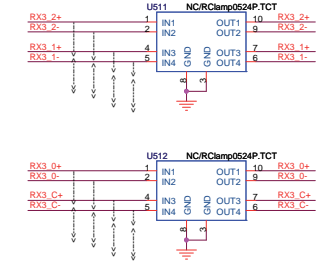 U511 NC/RClamp0524P.TCT
RX3_2+ 1 IN1 OUT1 10 RX3_2+
RX3_2- 2 IN2 OUT2 9 RX3_2-
RX3_1+ 4 IN3 OUT3 7 RX3_1+
RX3_1- 5 IN4 OUT4 6 RX3_1-
GND GND
8 3
U512 NC/RClamp0524P.TCT
RX3_0+ 1 IN1 OUT1 10 RX3_0+
RX3_0- 2 IN2 OUT2 9 RX3_0-
RX3_C+ 4 IN3 OUT3 7 RX3_C+
RX3_C- 5 IN4 OUT4 6 RX3_C-
GND GND
8 3